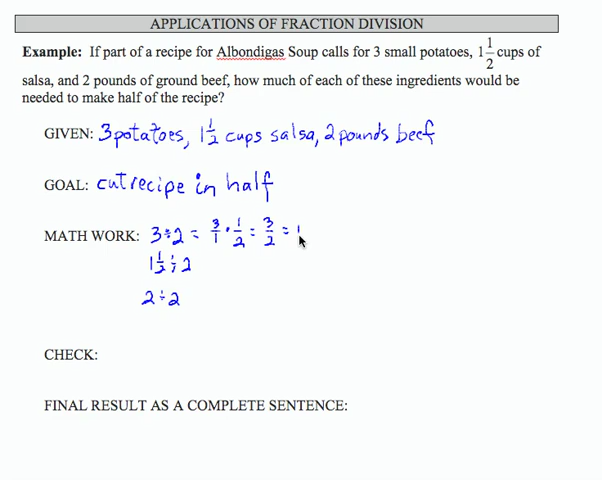 APPLICATIONS OF FRACTION DIVISION
Example: If part of a recipe for Albondigas Soup calls for 3 small potatoes, 1 1/2 cups of
salsa, and 2 pounds of ground beef, how much of each of these ingredients would be
needed to make half of the recipe?
GIVEN: 3 potatoes, 1 1/2 cups salsa, 2 pounds beef
GOAL: cut recipe in half
MATH WORK: 3 ÷ 2 = 3/1 · 1/2 = 3/2 = 1
1 1/2 ÷ 2
2 ÷ 2
CHECK:
FINAL RESULT AS A COMPLETE SENTENCE: